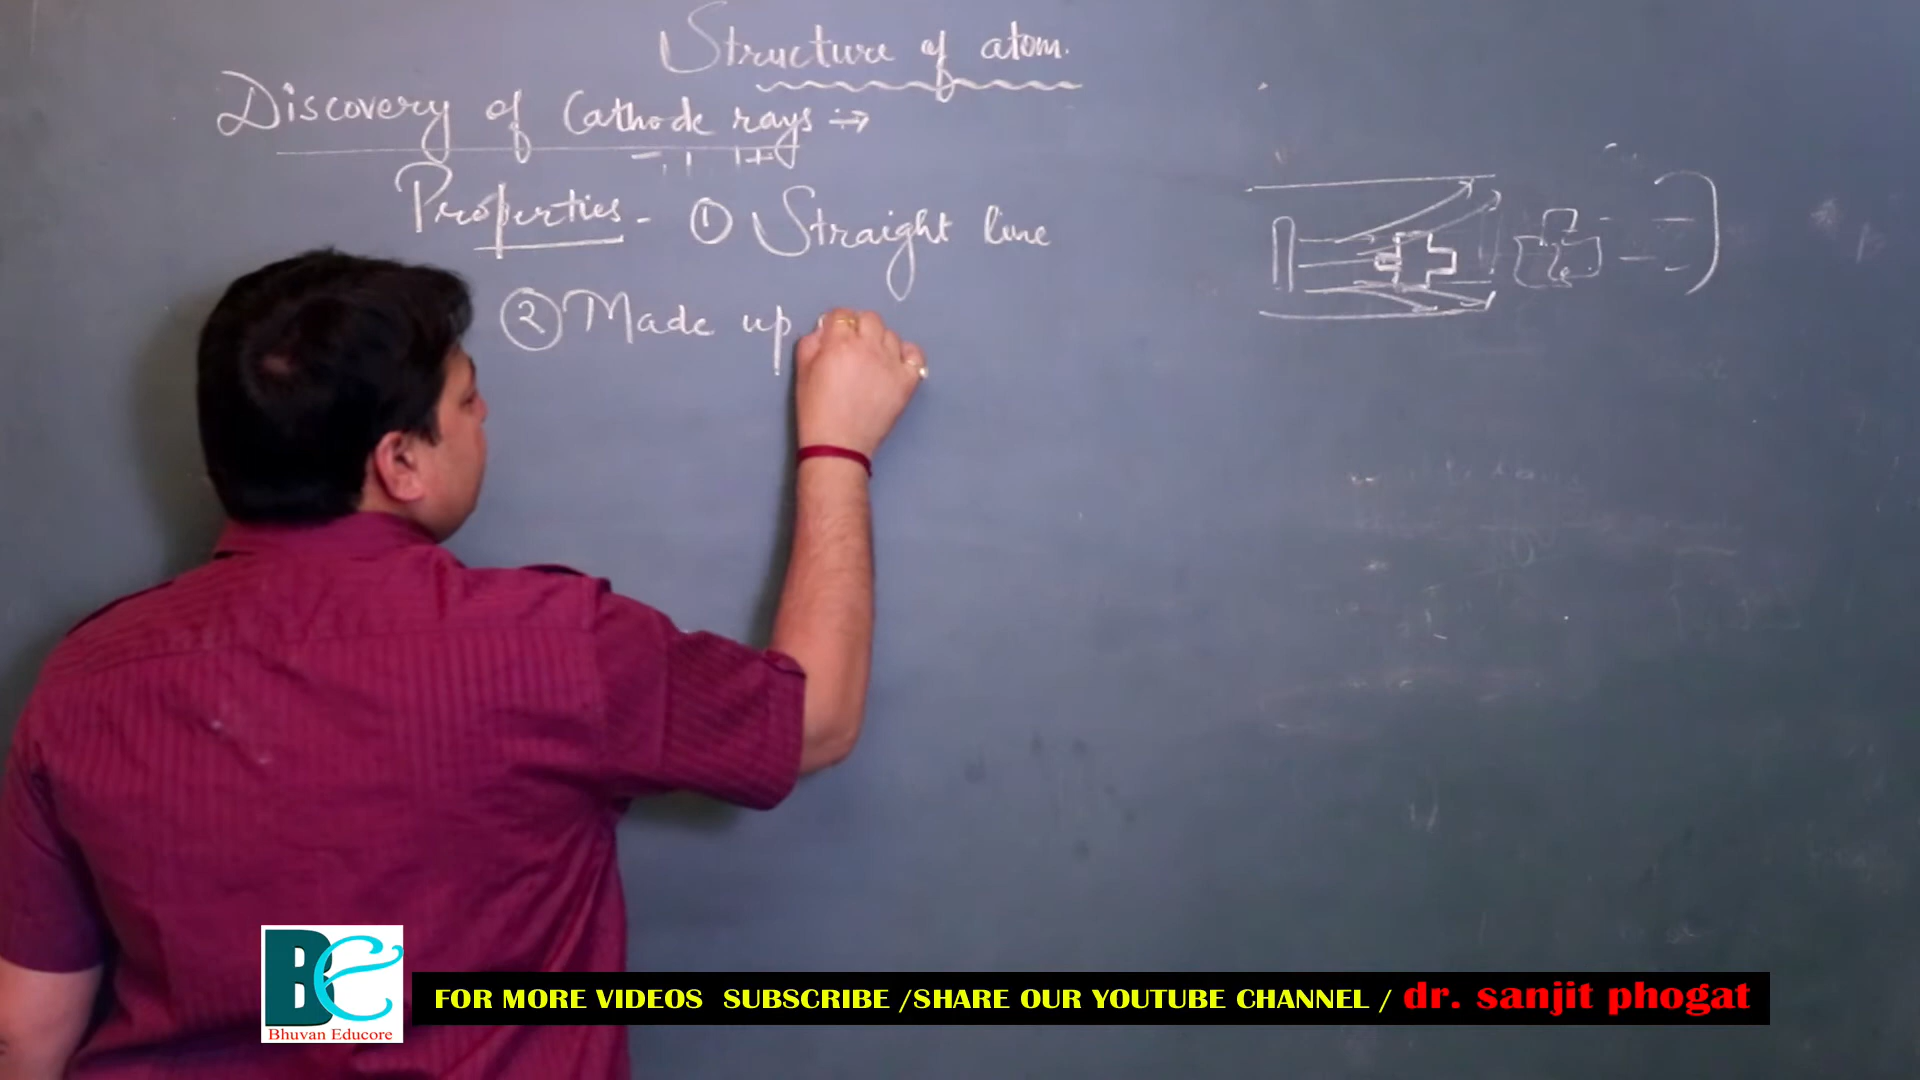 Structure of atom.
Discovery of Cathode rays →
Properties - ① Straight line
② Made up
Bhuvan Educore
FOR MORE VIDEOS SUBSCRIBE /SHARE OUR YOUTUBE CHANNEL / dr. sanjit phogat